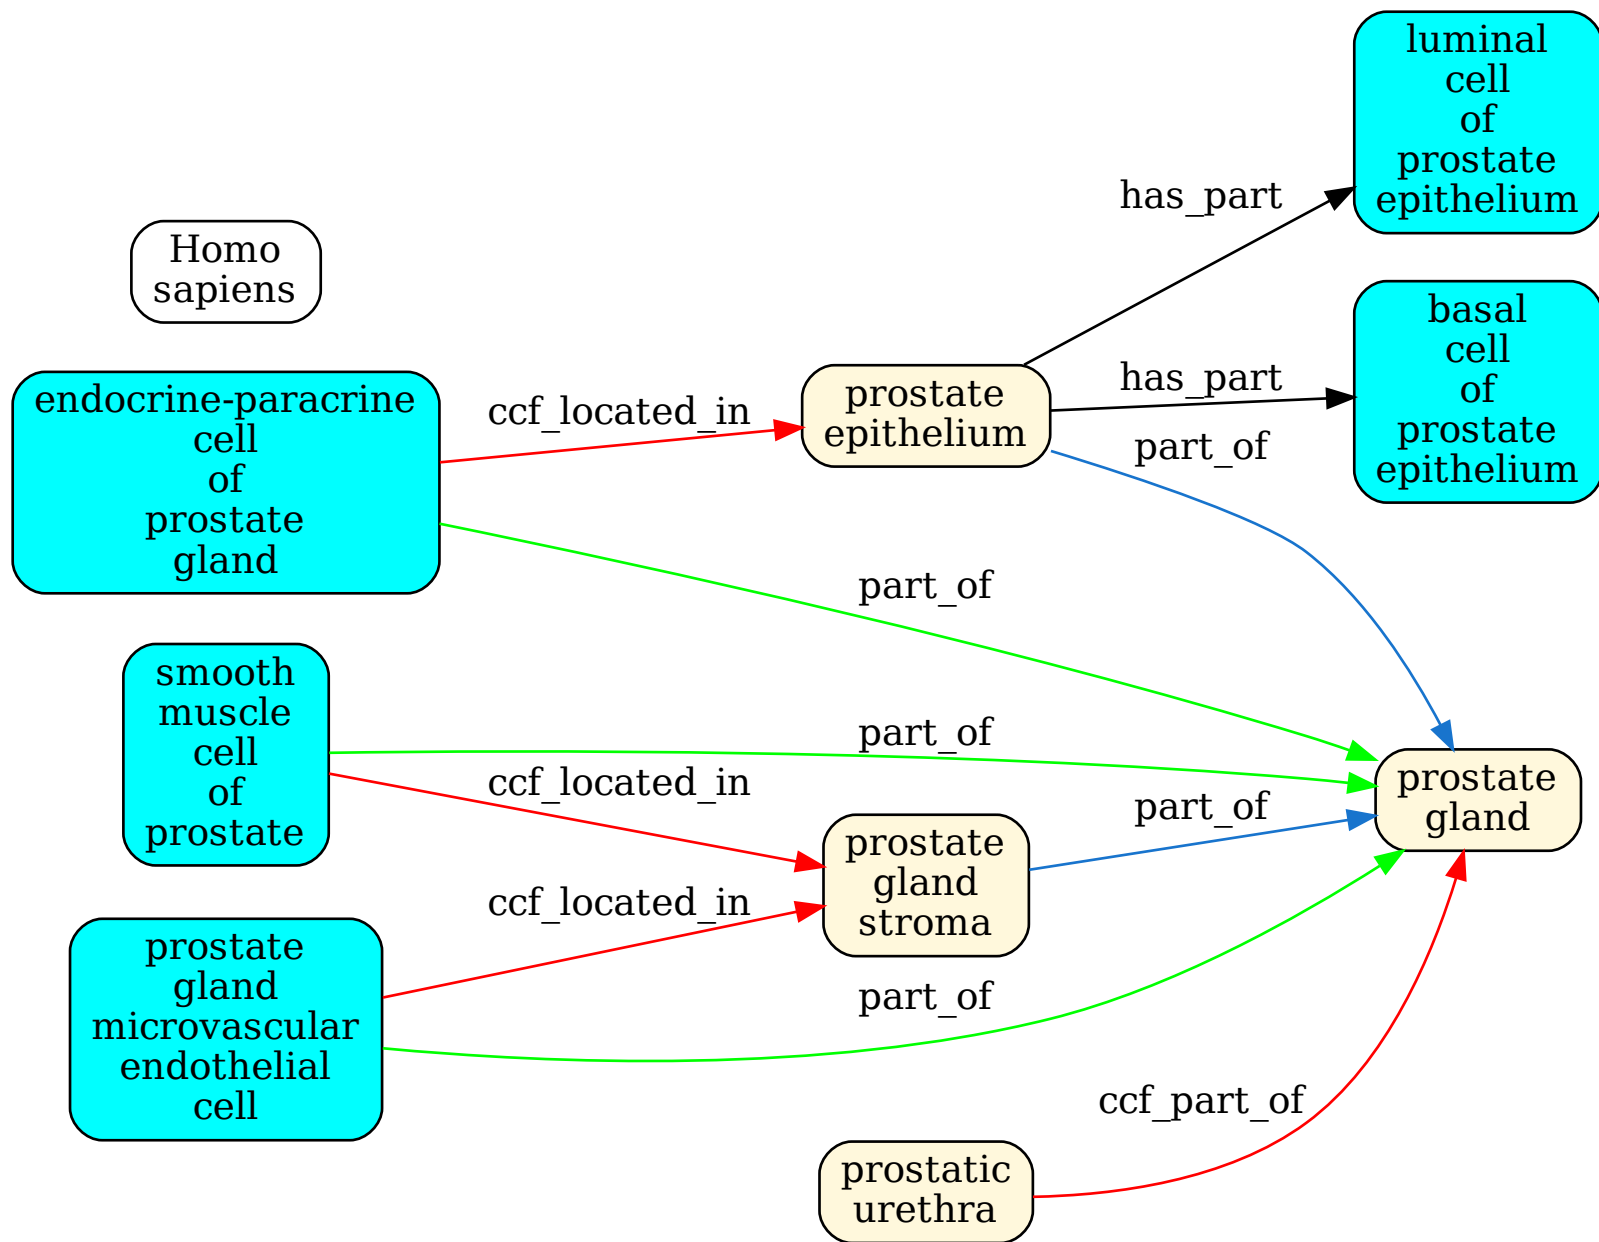 luminal
cell
of
prostate
epithelium
has_part
Homo
sapiens
basal
cell
of
prostate
epithelium
has_part
prostate
epithelium
endocrine-paracrine
cell
of
prostate
gland
ccf_located_in
part_of
part_of
smooth
muscle
cell
of
prostate
part_of
ccf_located_in
prostate
gland
part_of
prostate
gland
stroma
ccf_located_in
prostate
gland
microvascular
endothelial
cell
part_of
ccf_part_of
prostatic
urethra